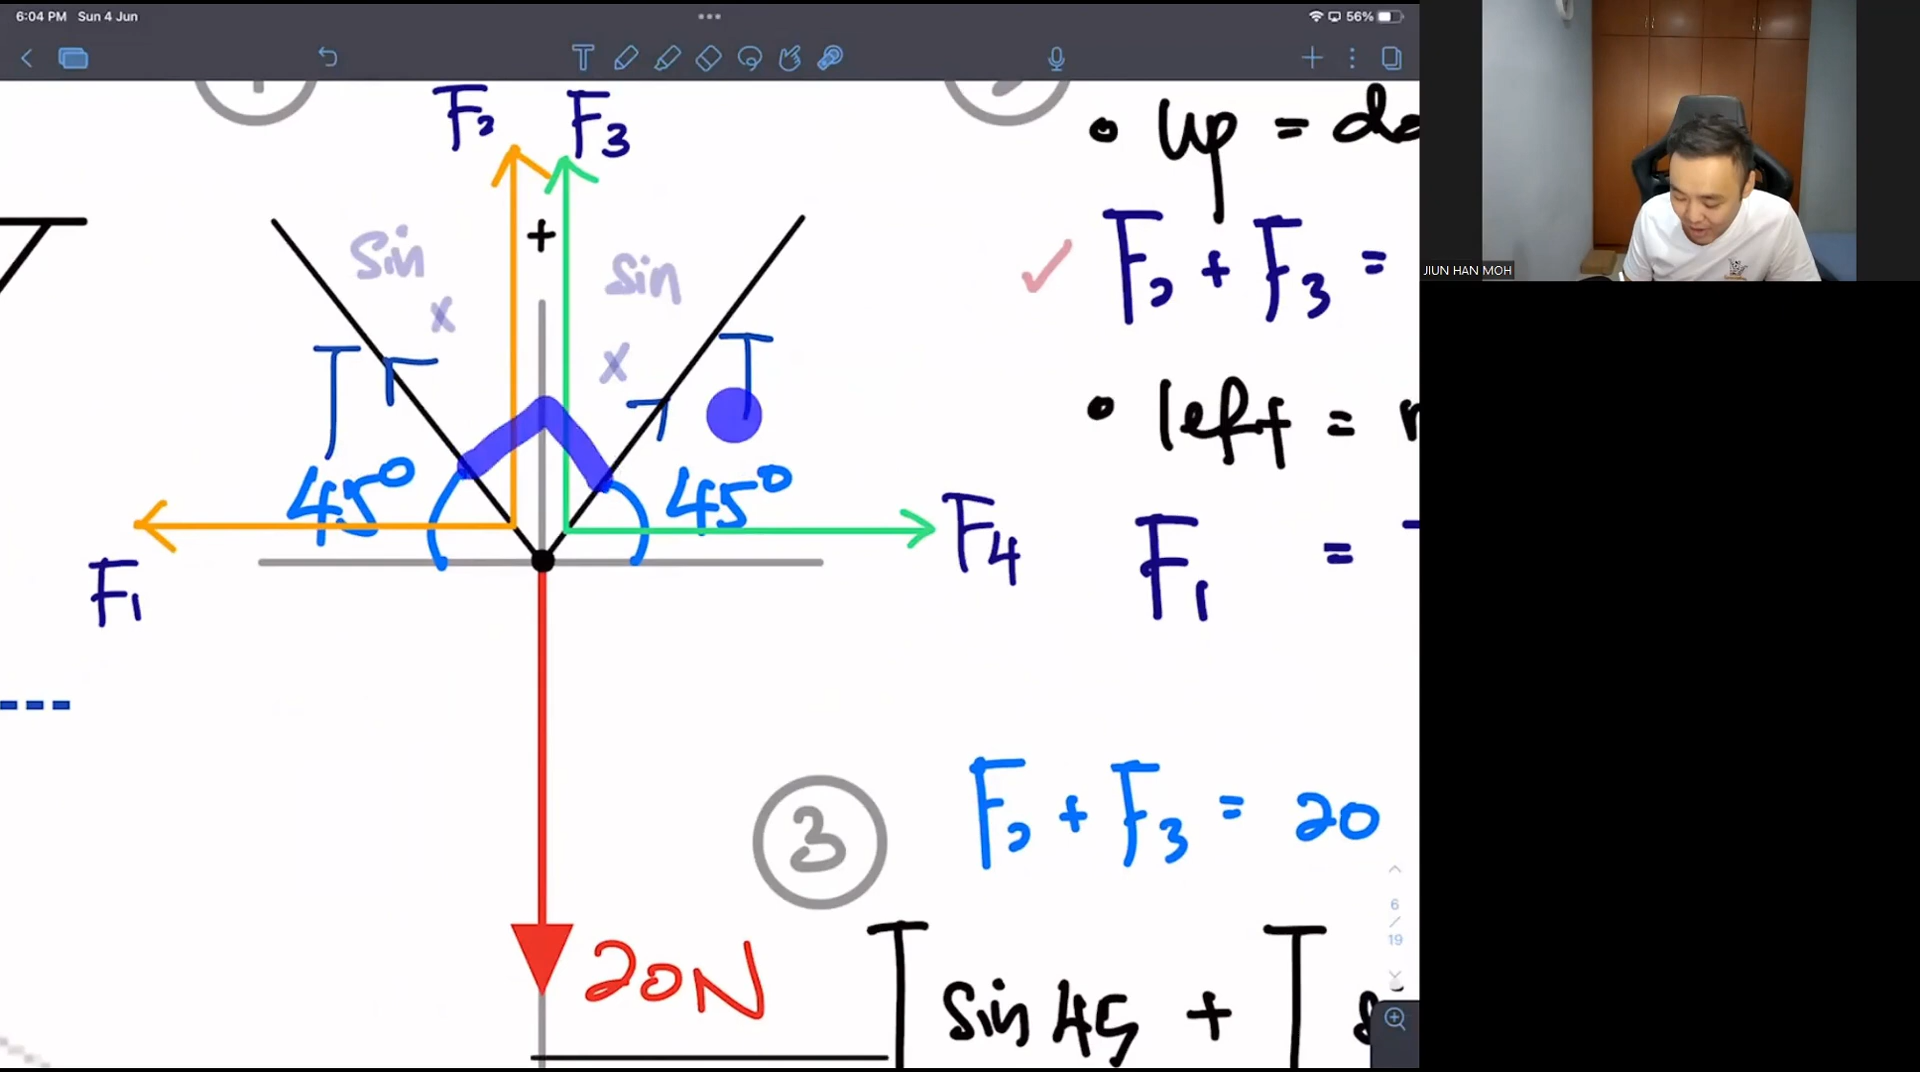 6:04 PM Sun 4 Jun
56%
F2 F3
• up = do
+
sin x
sin x
F2 + F3 =
T
T
• left =
45°
45°
F1
F4
F1 =
JIUN HAN MOH
3
F2 + F3 = 20
6
/
19
20N
T sin 45 + T